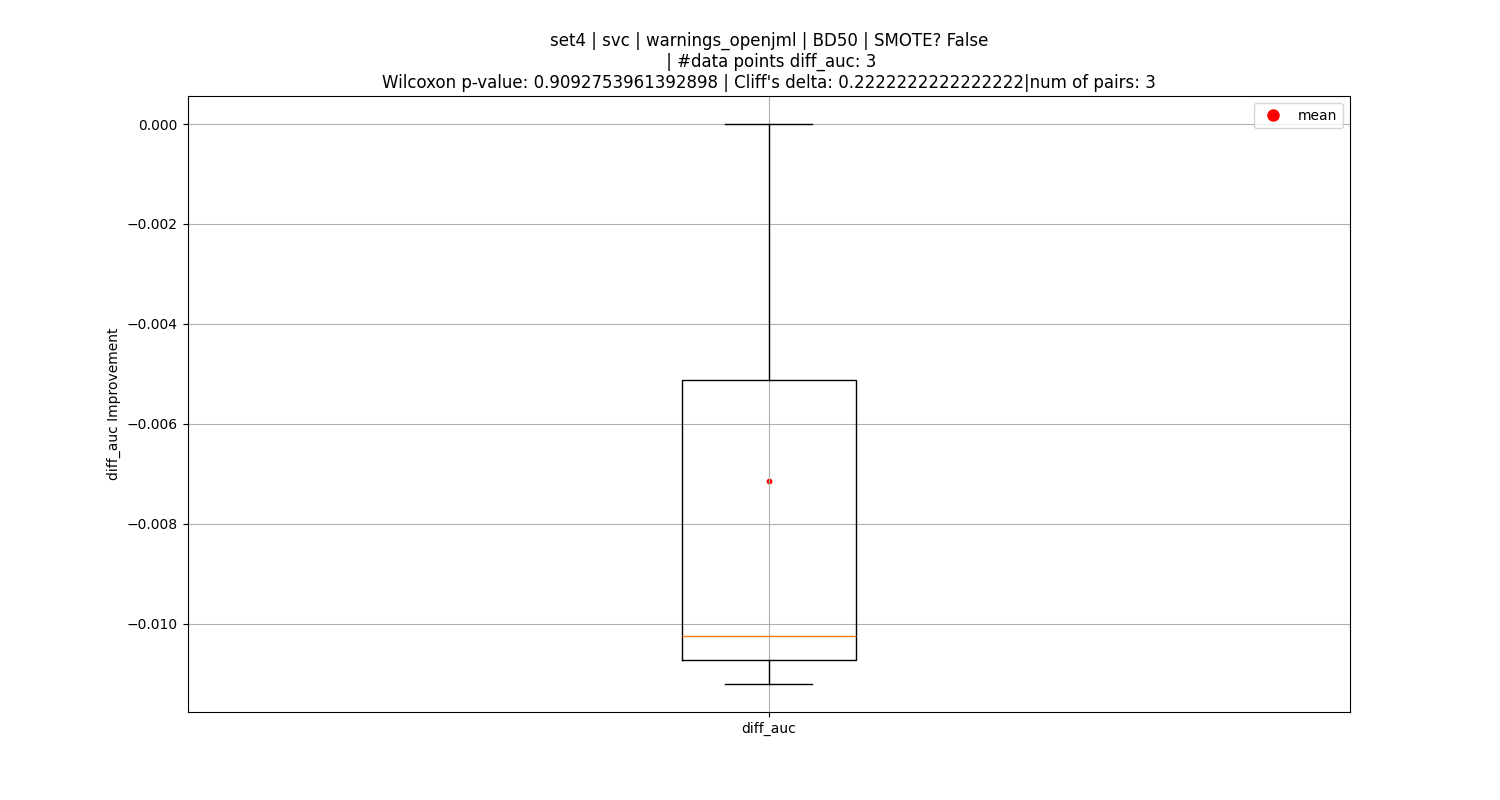 set4 | svc | warnings_openjml | BD50 | SMOTE? False
| #data points diff_auc: 3
Wilcoxon p-value: 0.9092753961392898 | Cliff's delta: 0.2222222222222222|num of pairs: 3
mean
0.000
−0.002
−0.004
−0.006
−0.008
−0.010
diff_auc Improvement
diff_auc